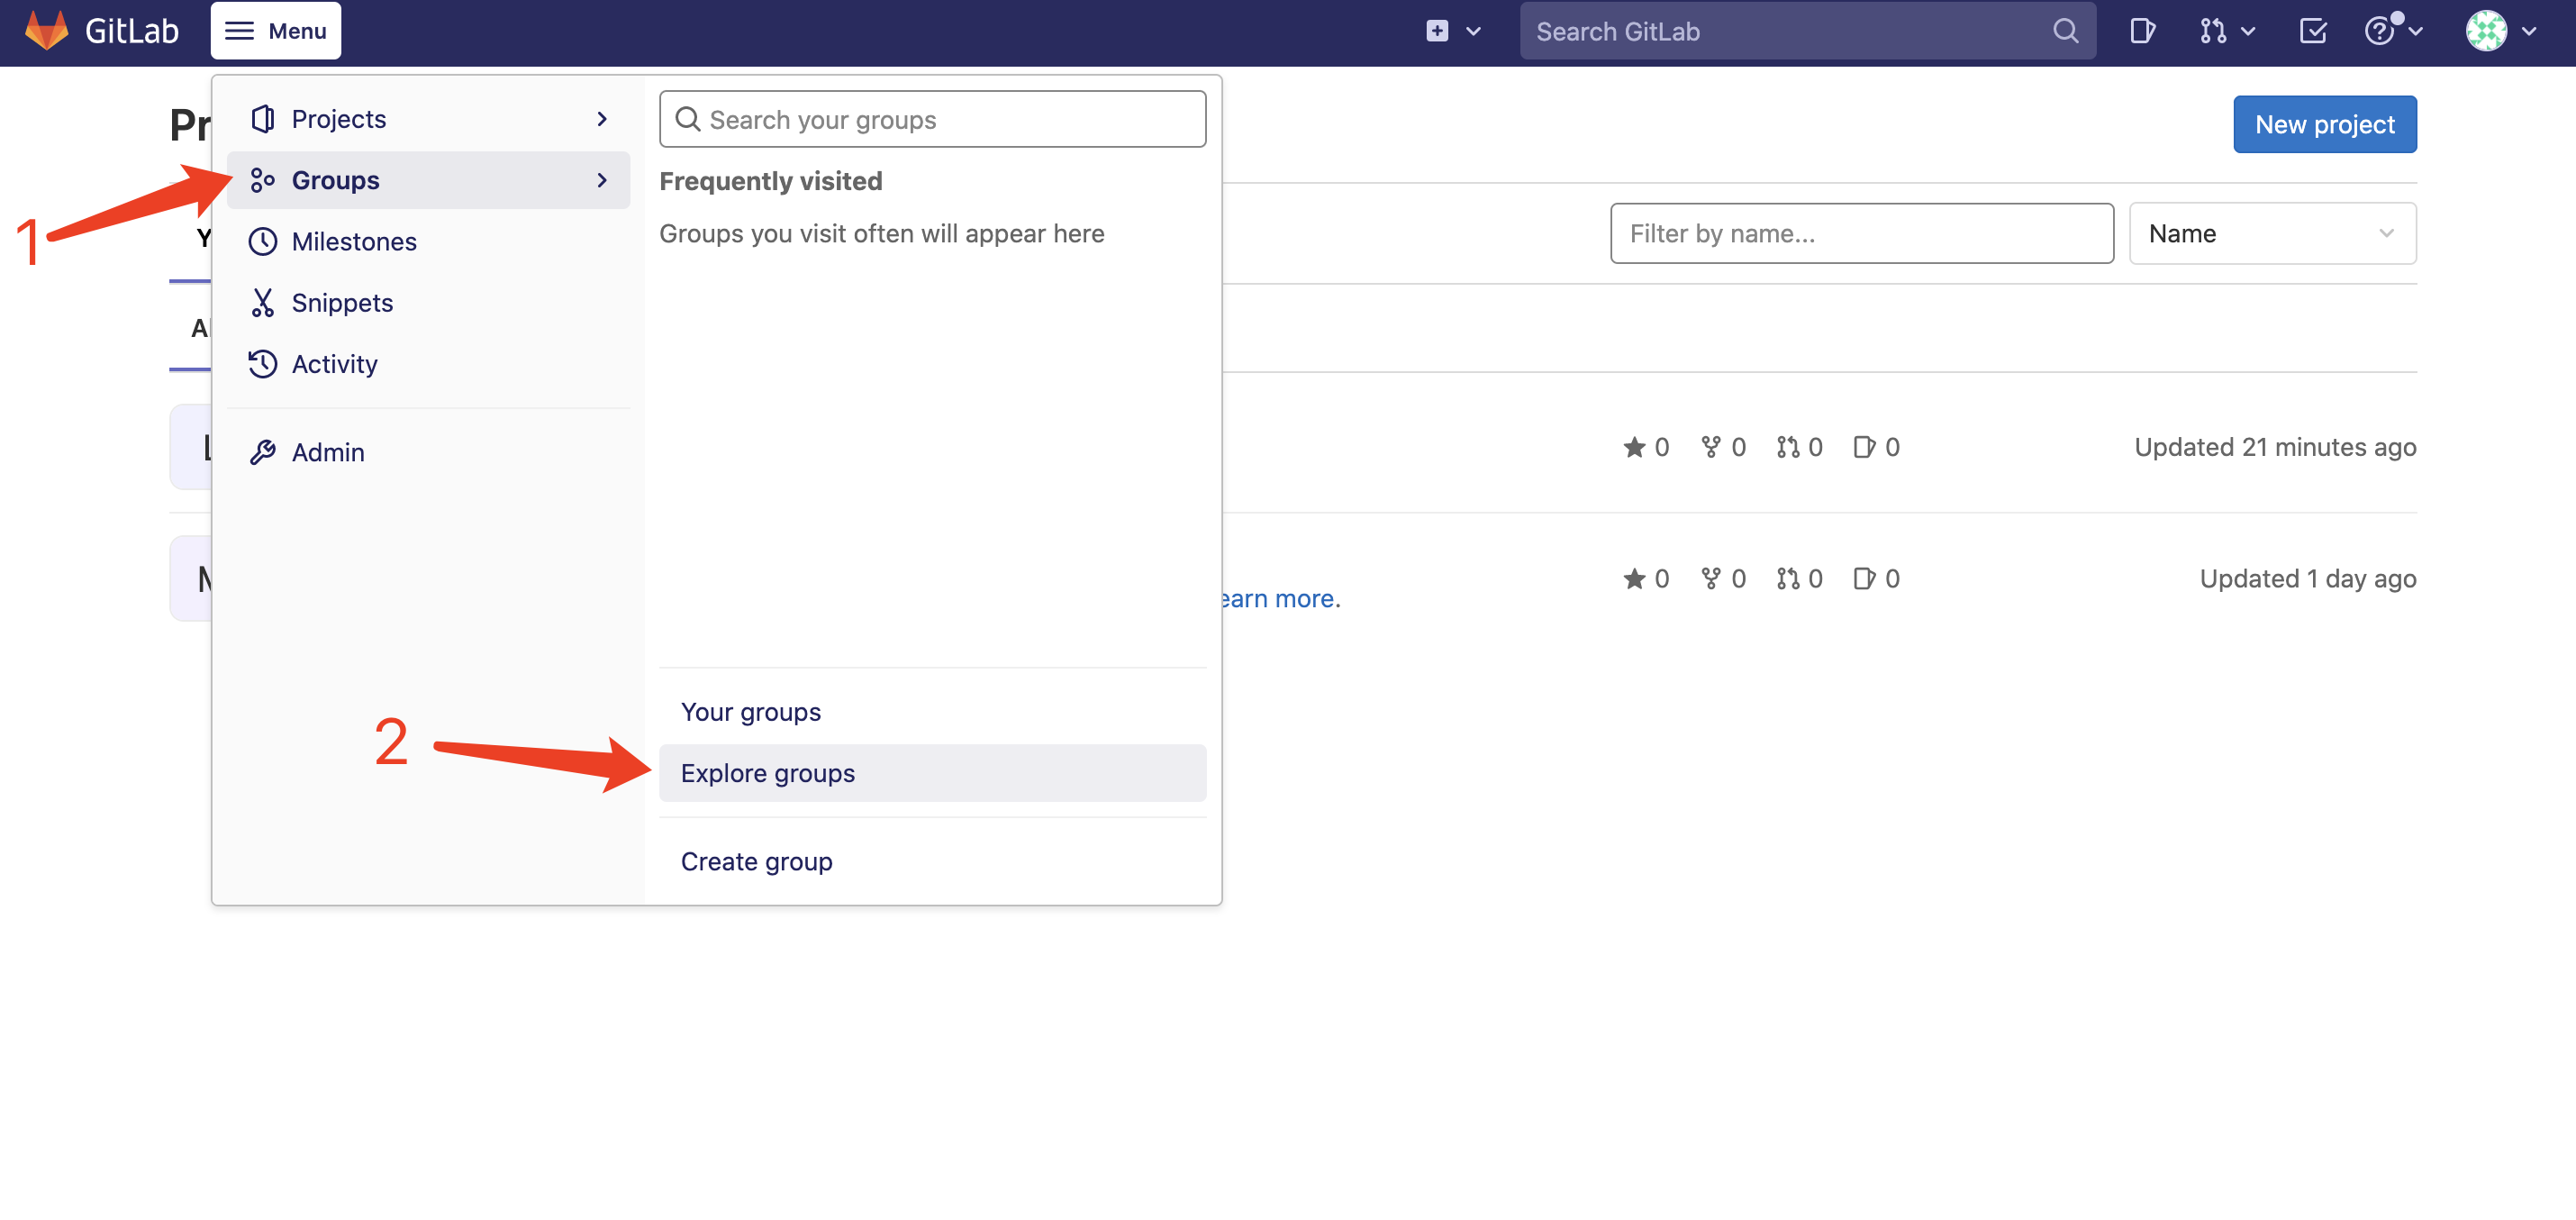 GitLab
Menu
Search GitLab
Projects
Search your groups
New project
Groups
Frequently visited
1
Milestones
Groups you visit often will appear here
Filter by name...
Name
Snippets
Activity
Admin
0 0 0 0
Updated 21 minutes ago
0 0 0 0
Updated 1 day ago
earn more.
Your groups
2
Explore groups
Create group